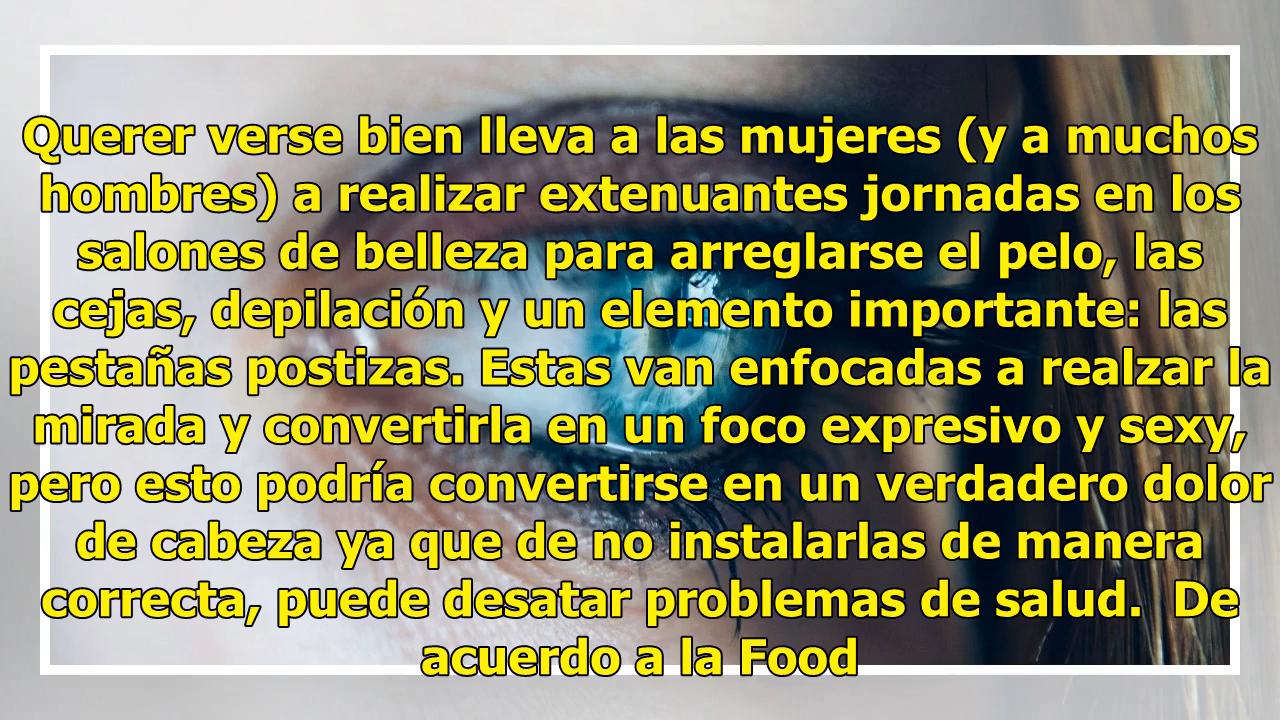 Querer verse bien lleva a las mujeres (y a muchos
hombres) a realizar extenuantes jornadas en los
salones de belleza para arreglarse el pelo, las
cejas, depilación y un elemento importante: las
pestañas postizas. Estas van enfocadas a realzar la
mirada y convertirla en un foco expresivo y sexy,
pero esto podría convertirse en un verdadero dolor
de cabeza ya que de no instalarlas de manera
correcta, puede desatar problemas de salud.  De
acuerdo a la Food